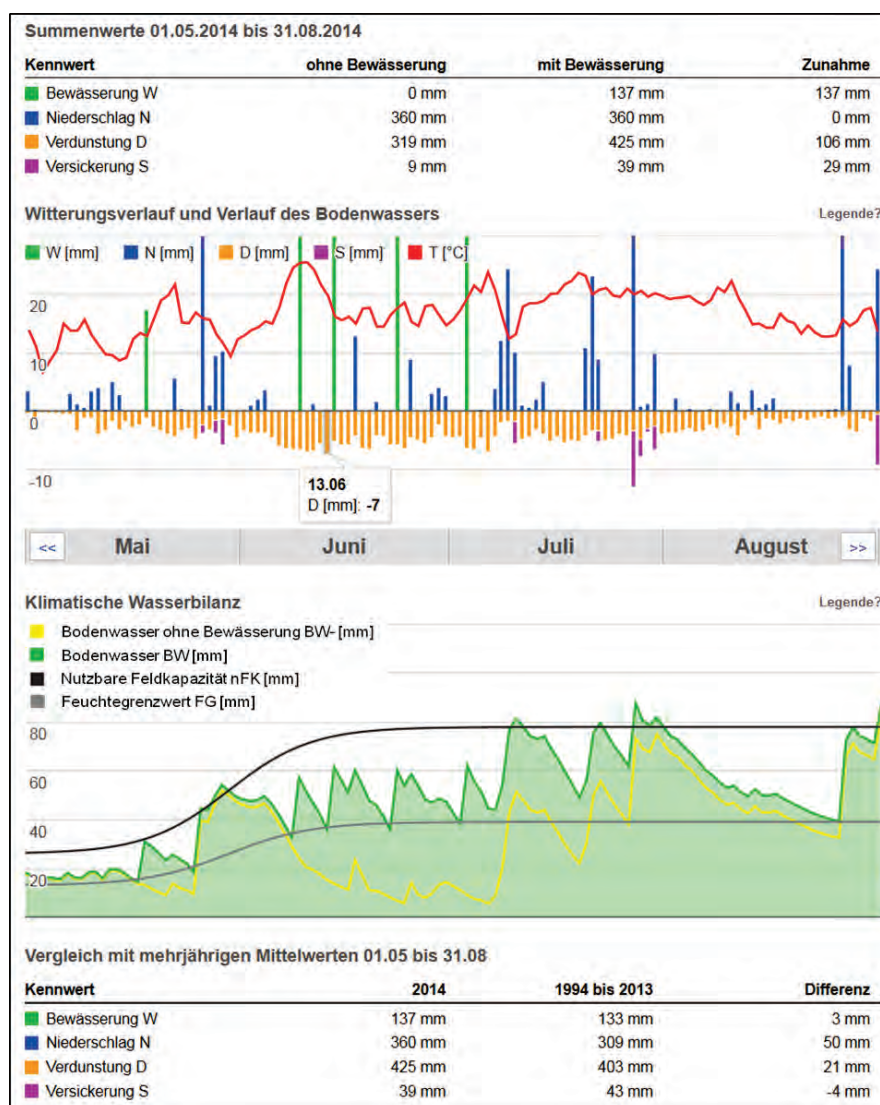 Summenwerte 01.05.2014 bis 31.08.2014
Kennwert ohne Bewässerung mit Bewässerung Zunahme
Bewässerung W 0 mm 137 mm 137 mm
Niederschlag N 360 mm 360 mm 0 mm
Verdunstung D 319 mm 425 mm 106 mm
Versickerung S 9 mm 39 mm 29 mm
Witterungsverlauf und Verlauf des Bodenwassers Legende?
W [mm] N [mm] D [mm] S [mm] T [°C]
20
10
0
-10
13.06
D [mm]: -7
<< Mai Juni Juli August >>
Klimatische Wasserbilanz Legende?
Bodenwasser ohne Bewässerung BW- [mm]
Bodenwasser BW [mm]
Nutzbare Feldkapazität nFK [mm]
Feuchtegrenzwert FG [mm]
80
60
40
20
Vergleich mit mehrjährigen Mittelwerten 01.05 bis 31.08
Kennwert 2014 1994 bis 2013 Differenz
Bewässerung W 137 mm 133 mm 3 mm
Niederschlag N 360 mm 309 mm 50 mm
Verdunstung D 425 mm 403 mm 21 mm
Versickerung S 39 mm 43 mm -4 mm